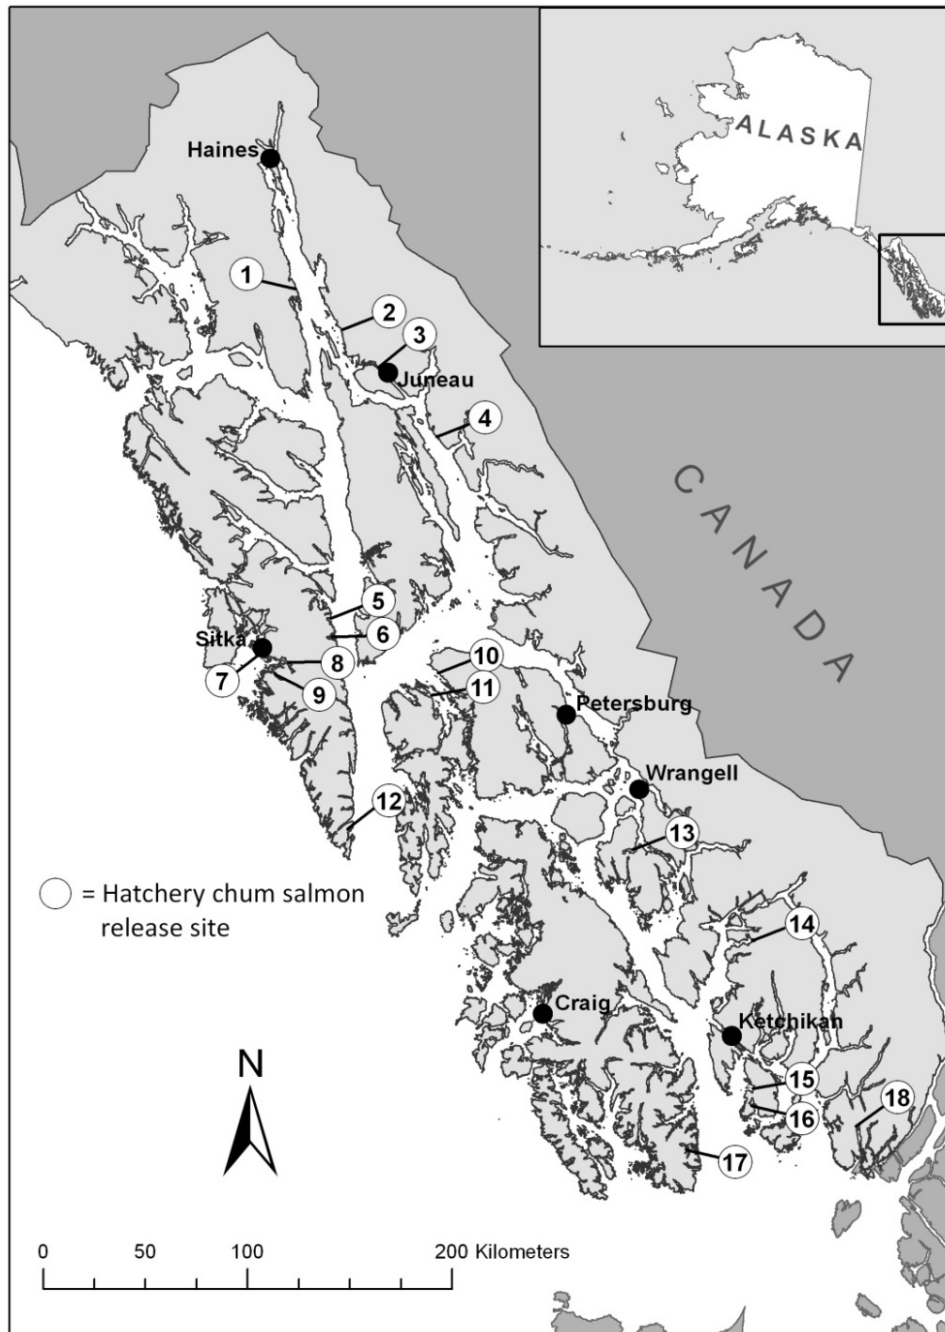 ALASKA
Haines
1
2
3
Juneau
4
CANADA
5
Sitka
6
7
8
9
10
11
Petersburg
Wrangell
12
13
= Hatchery chum salmon
release site
14
Craig
Ketchikan
N
15
16
18
17
0 50 100 200 Kilometers